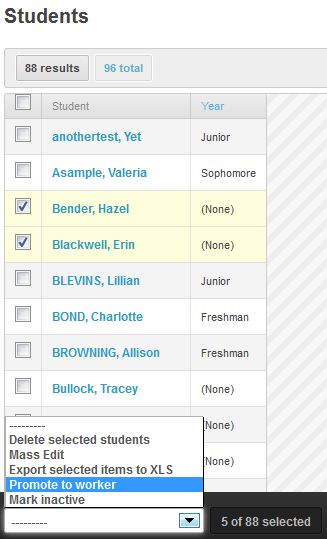 Students
88 results 96 total
Student Year
anothertest, Yet Junior
Asample, Valeria Sophomore
Bender, Hazel (None)
Blackwell, Erin (None)
BLEVINS, Lillian Junior
BOND, Charlotte Freshman
BROWNING, Allison Freshman
Bullock, Tracey (None)
(None)
(None)
---------
Delete selected students
Mass Edit
Export selected items to XLS
Promote to worker
Mark inactive
--------- 5 of 88 selected